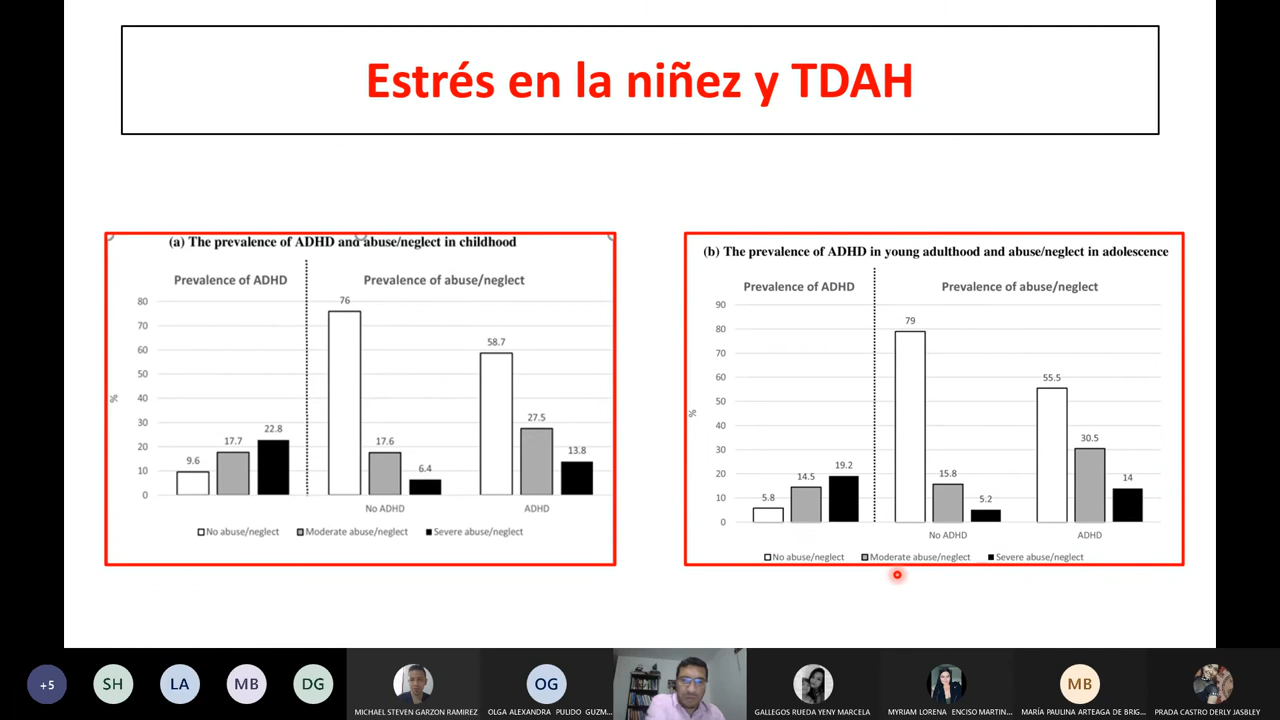 Estrés en la niñez y TDAH
(a) The prevalence of ADHD and abuse/neglect in childhood
Prevalence of ADHD
Prevalence of abuse/neglect
80
70
60
50
40
30
20
10
0
%
9.6
17.7
22.8
76
17.6
6.4
58.7
27.5
13.8
No ADHD
ADHD
No abuse/neglect
Moderate abuse/neglect
Severe abuse/neglect
(b) The prevalence of ADHD in young adulthood and abuse/neglect in adolescence
Prevalence of ADHD
Prevalence of abuse/neglect
90
80
70
60
50
40
30
20
10
0
%
5.8
14.5
19.2
79
15.8
5.2
55.5
30.5
14
No ADHD
ADHD
No abuse/neglect
Moderate abuse/neglect
Severe abuse/neglect
+5
SH
LA
MB
DG
MICHAEL STEVEN GARZON RAMIREZ
OG
OLGA ALEXANDRA PULIDO GUZM...
GALLEGOS RUEDA YENY MARCELA
MYRIAM LORENA ENCISO MARTIN...
MB
MARÍA PAULINA ARTEAGA DE BRIG...
PRADA CASTRO DERLY JASBLEY